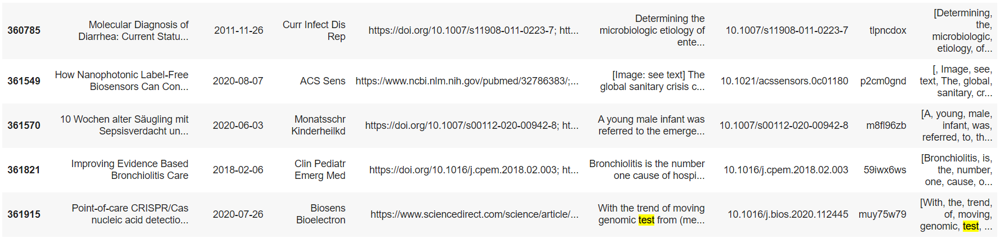 360785
Molecular Diagnosis of
Diarrhea: Current Statu...
2011-11-26
Curr Infect Dis
Rep
https://doi.org/10.1007/s11908-011-0223-7; htt...
Determining the
microbiologic etiology of
ente...
10.1007/s11908-011-0223-7
tlpncdox
[Determining,
the,
microbiologic,
etiology, of...
361549
How Nanophotonic Label-Free
Biosensors Can Con...
2020-08-07
ACS Sens
https://www.ncbi.nlm.nih.gov/pubmed/32786383/;...
[Image: see text] The
global sanitary crisis c...
10.1021/acssensors.0c01180
p2cm0gnd
[, Image, see,
text, The, global,
sanitary, cr...
361570
10 Wochen alter Säugling mit
Sepsisverdacht un...
2020-06-03
Monatsschr
Kinderheilkd
https://doi.org/10.1007/s00112-020-00942-8; ht...
A young male infant was
referred to the emerge...
10.1007/s00112-020-00942-8
m8fl96zb
[A, young, male,
infant, was,
referred, to, th...
361821
Improving Evidence Based
Bronchiolitis Care
2018-02-06
Clin Pediatr
Emerg Med
https://doi.org/10.1016/j.cpem.2018.02.003; ht...
Bronchiolitis is the number
one cause of hospi...
10.1016/j.cpem.2018.02.003
59iwx6ws
[Bronchiolitis, is,
the, number,
one, cause, o...
361915
Point-of-care CRISPR/Cas
nucleic acid detectio...
2020-07-26
Biosens
Bioelectron
https://www.sciencedirect.com/science/article/...
With the trend of moving
genomic test from (me...
10.1016/j.bios.2020.112445
muy75w79
[With, the, trend,
of, moving,
genomic, test, ...